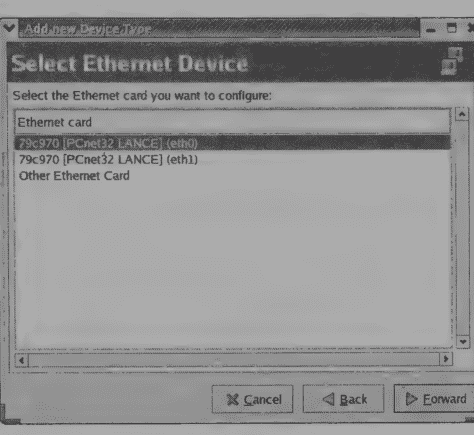 Add new Device Type
Select Ethernet Device
Select the Ethernet card you want to configure:
Ethernet card
79c970 [PCnet32 LANCE] (eth0)
79c970 [PCnet32 LANCE] (eth1)
Other Ethernet Card
Cancel
Back
Forward